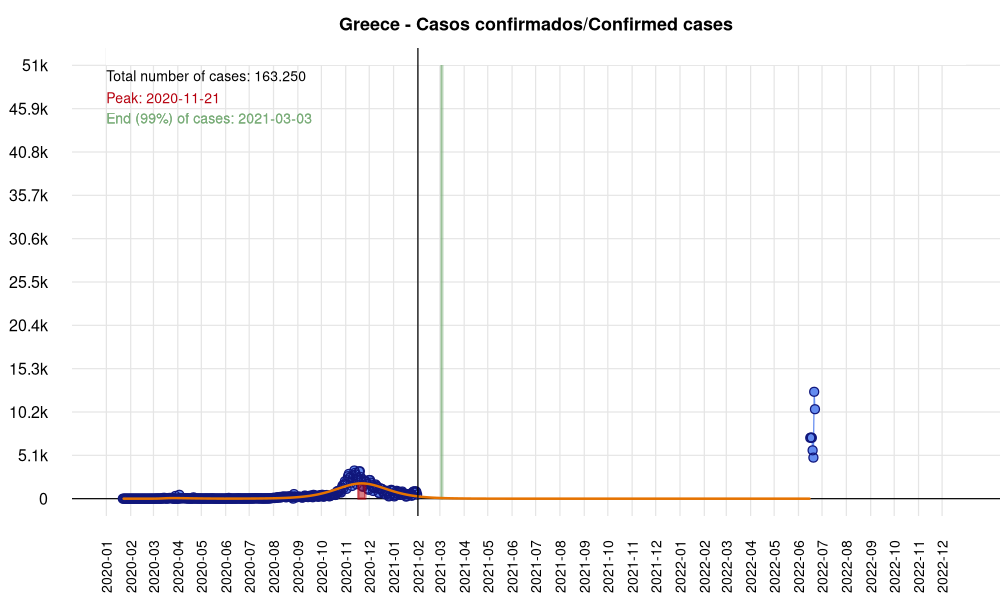 Greece - Casos confirmados/Confirmed cases
51k
45.9k
40.8k
35.7k
30.6k
25.5k
20.4k
15.3k
10.2k
5.1k
0
Total number of cases: 163.250
Peak: 2020-11-21
End (99%) of cases: 2021-03-03
2020-01
2020-02
2020-03
2020-04
2020-05
2020-06
2020-07
2020-08
2020-09
2020-10
2020-11
2020-12
2021-01
2021-02
2021-03
2021-04
2021-05
2021-06
2021-07
2021-08
2021-09
2021-10
2021-11
2021-12
2022-01
2022-02
2022-03
2022-04
2022-05
2022-06
2022-07
2022-08
2022-09
2022-10
2022-11
2022-12